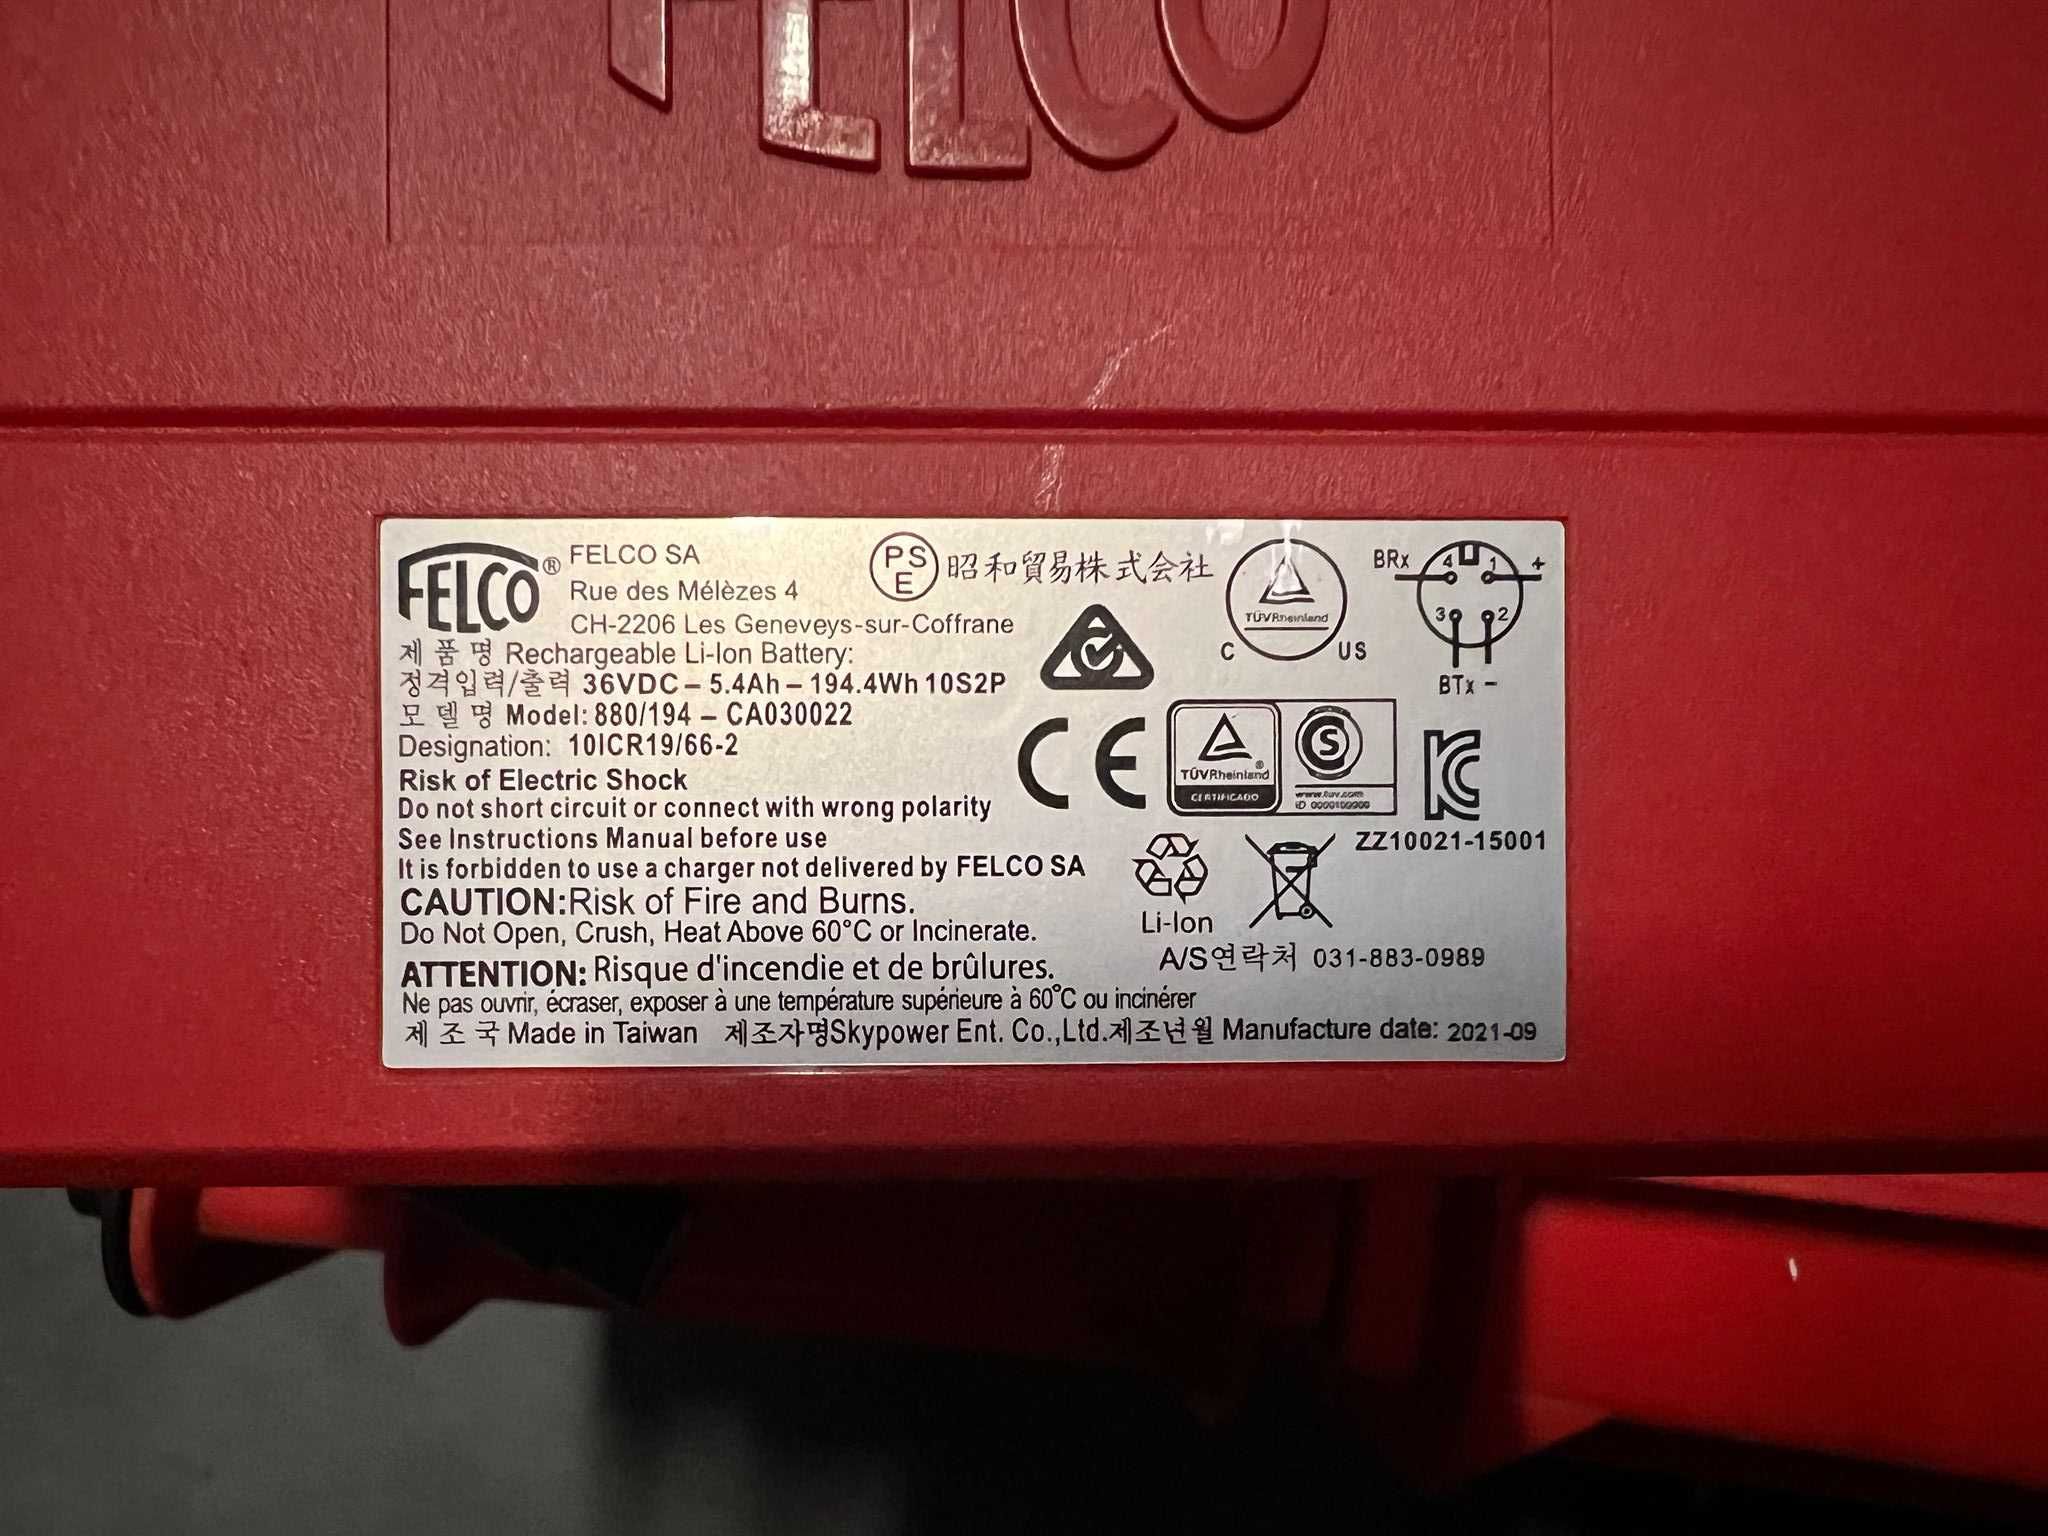 FELCO
FELCO®
FELCO SA
Rue des Mélèzes 4
CH-2206 Les Geneveys-sur-Coffrane
PSE 昭和貿易株式会社
TÜVRheinland
C US
BRx 4 1 +
3 2
BTx -
제 품 명 Rechargeable Li-Ion Battery:
정격입력/출력 36VDC – 5.4Ah – 194.4Wh 10S2P
모 델 명 Model: 880/194 – CA030022
Designation: 10ICR19/66-2
CE
TÜVRheinland®
CERTIFICADO
S
www.tuv.com
ID
KC
Risk of Electric Shock
Do not short circuit or connect with wrong polarity
See Instructions Manual before use
ZZ10021-15001
It is forbidden to use a charger not delivered by FELCO SA
CAUTION:Risk of Fire and Burns.
Li-Ion
Do Not Open, Crush, Heat Above 60°C or Incinerate.
A/S연락처 031-883-0989
ATTENTION: Risque d'incendie et de brûlures.
Ne pas ouvrir, écraser, exposer à une température supérieure à 60°C ou incinérer
제 조 국 Made in Taiwan 제조자명Skypower Ent. Co.,Ltd.제조년월 Manufacture date: 2021-09